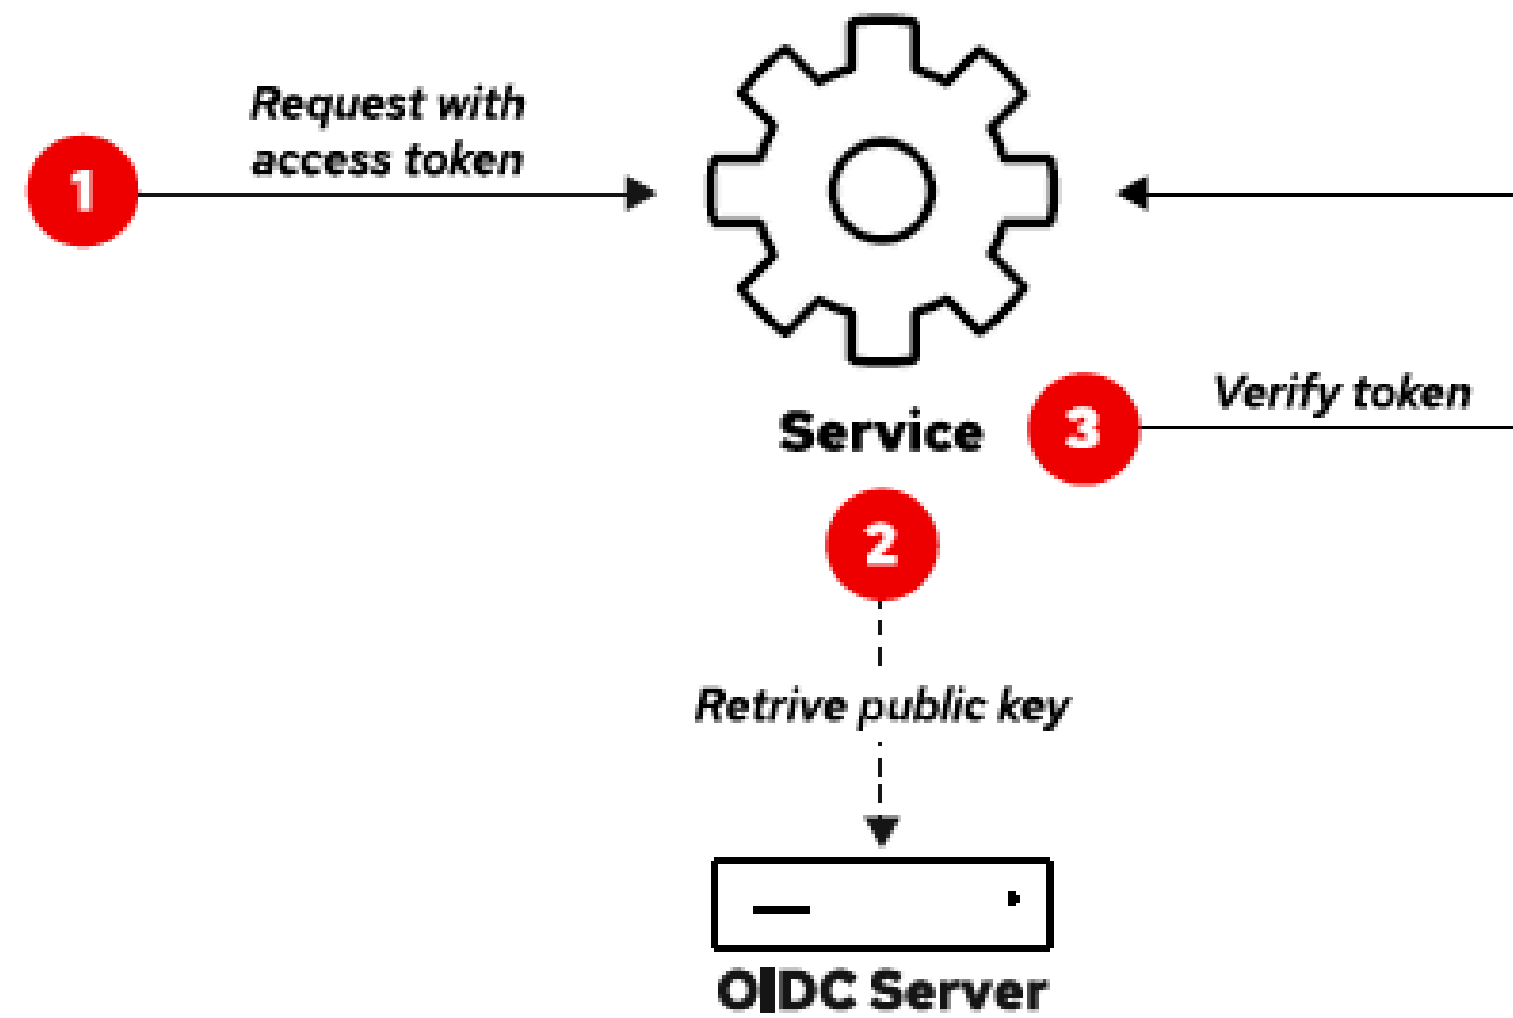 Request with
access token
1
Service
3
Verify token
2
Retrive public key
OIDC Server